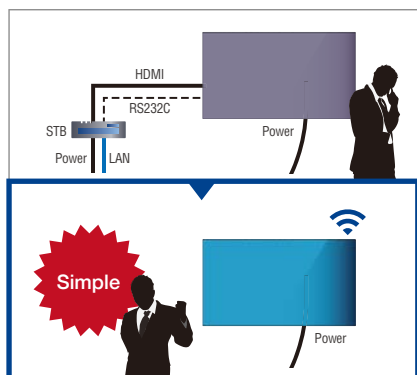 HDMI
RS232C
STB
Power
Power LAN
Simple
Power